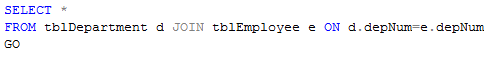 SELECT *
FROM tblDepartment d JOIN tblEmployee e ON d.depNum=e.depNum
GO